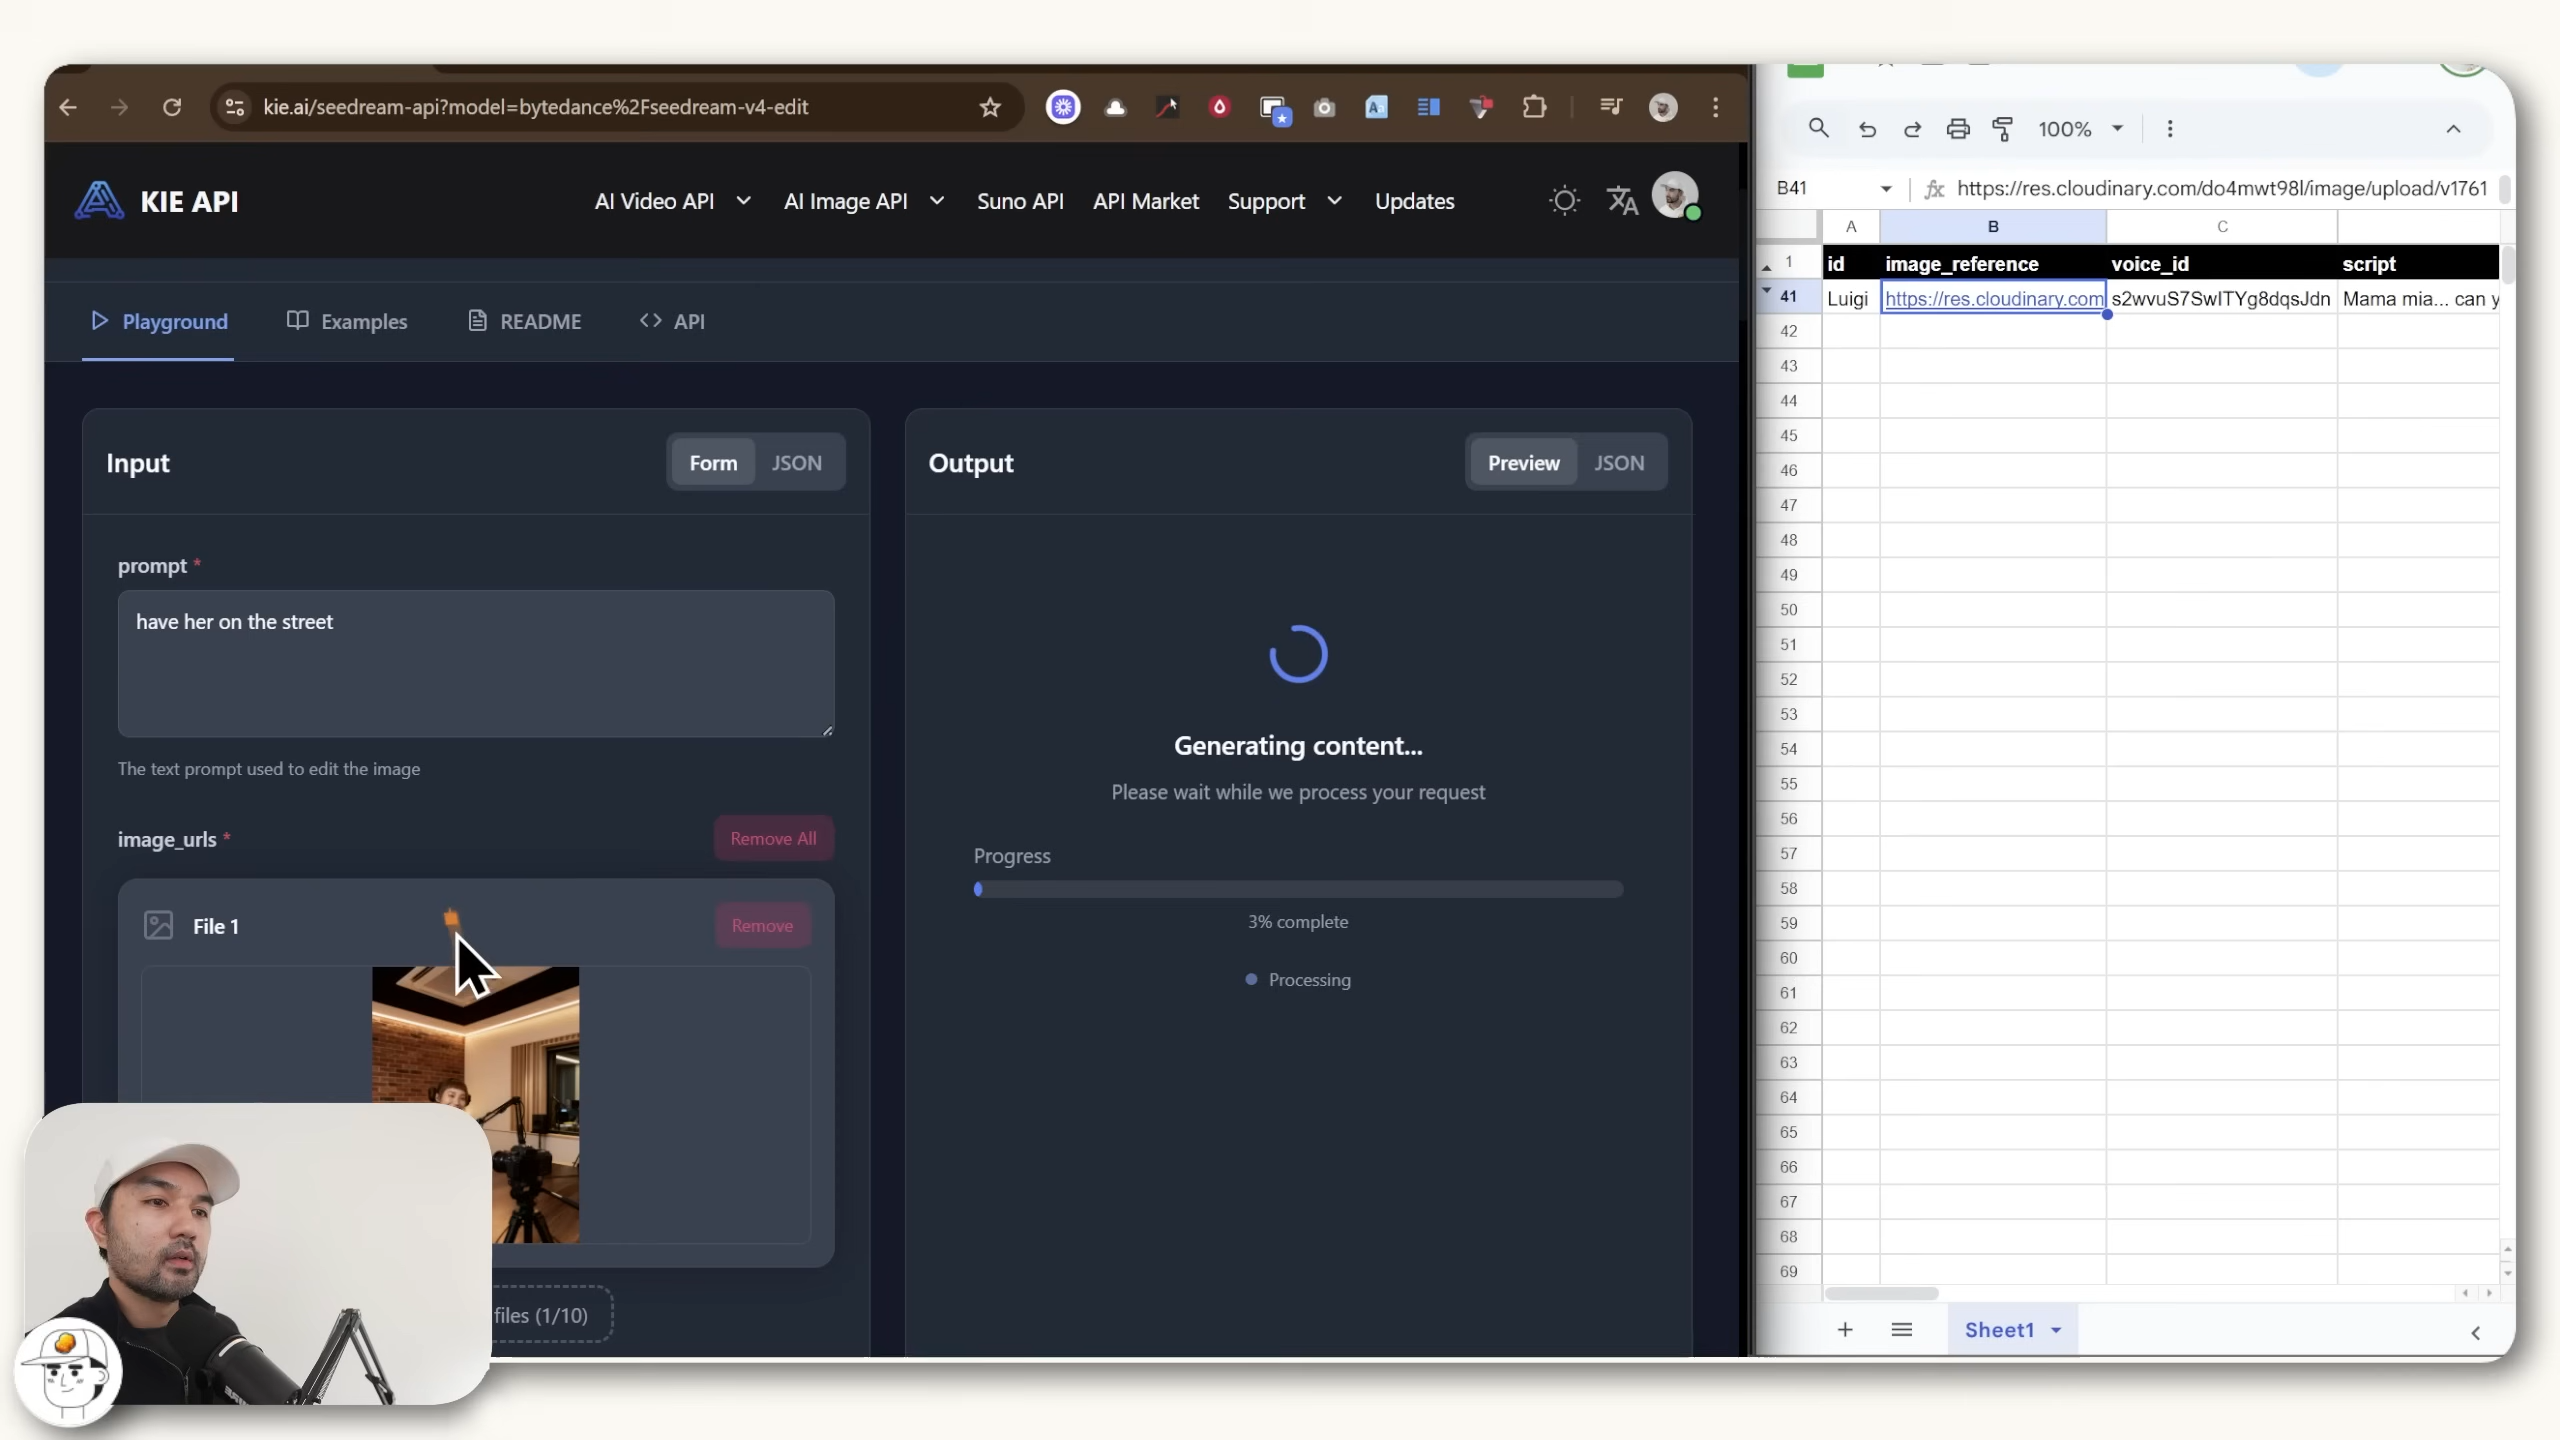 kie.ai/seedream-api?model=bytedance%2Fseedream-v4-edit
KIE API
AI Video API
AI Image API
Suno API
API Market
Support
Updates
Playground
Examples
README
API
Input
Form
JSON
prompt *
have her on the street
The text prompt used to edit the image
image_urls *
Remove All
File 1
Remove
files (1/10)
Output
Preview
JSON
Generating content...
Please wait while we process your request
Progress
3% complete
Processing
100%
B41
fx
https://res.cloudinary.com/do4mwt98l/image/upload/v1761
A
B
C
1
id
image_reference
voice_id
script
41
Luigi
https://res.cloudinary.com
s2wvuS7SwITYg8dqsJdn
Mama mia... can y
42
43
44
45
46
47
48
49
50
51
52
53
54
55
56
57
58
59
60
61
62
63
64
65
66
67
68
69
Sheet1